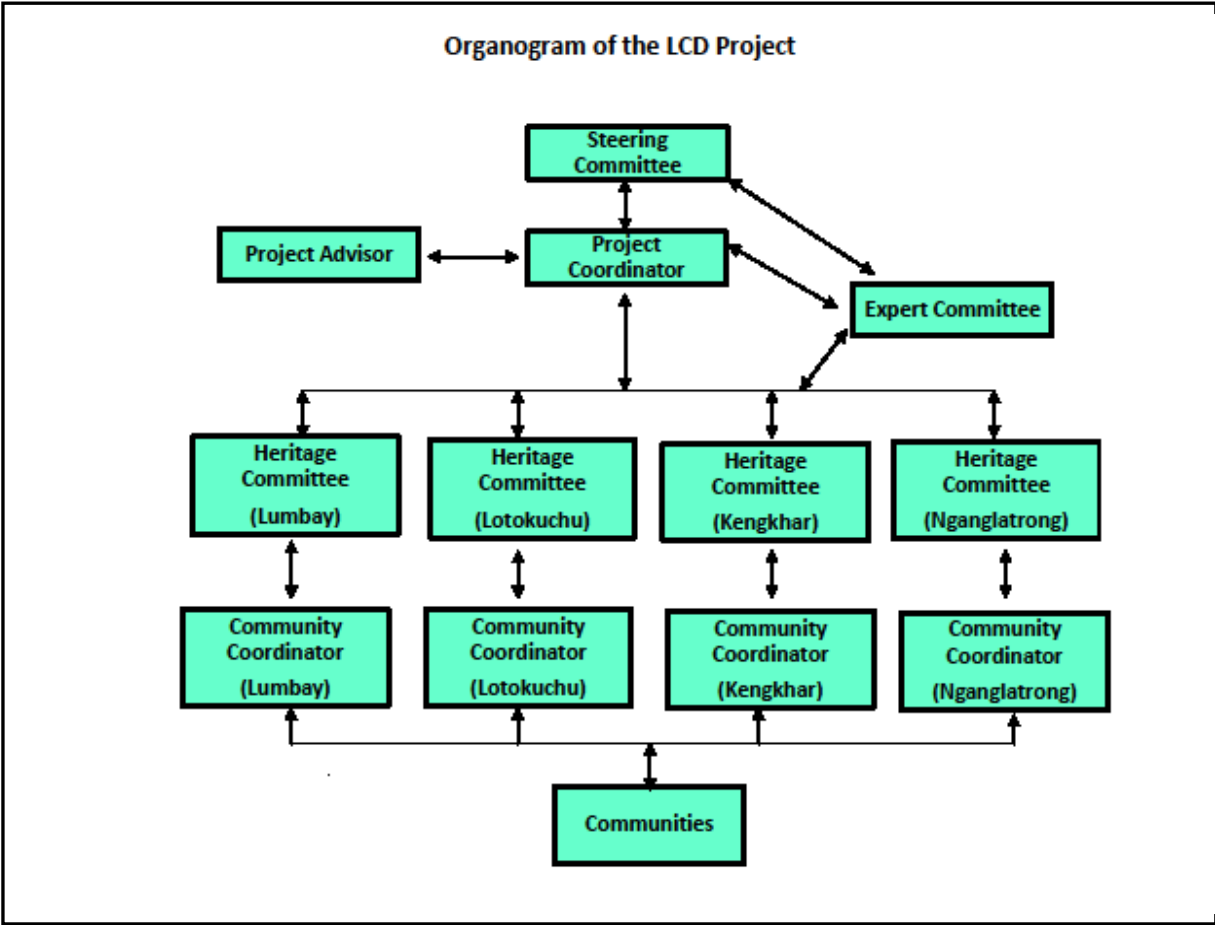 Organogram of the LCD Project
Steering
Committee
Project Advisor
Project
Coordinator
Expert Committee
Heritage
Committee
(Lumbay)
Heritage
Committee
(Lotokuchu)
Heritage
Committee
(Kengkhar)
Heritage
Committee
(Nganglatrong)
Community
Coordinator
(Lumbay)
Community
Coordinator
(Lotokuchu)
Community
Coordinator
(Kengkhar)
Community
Coordinator
(Nganglatrong)
Communities